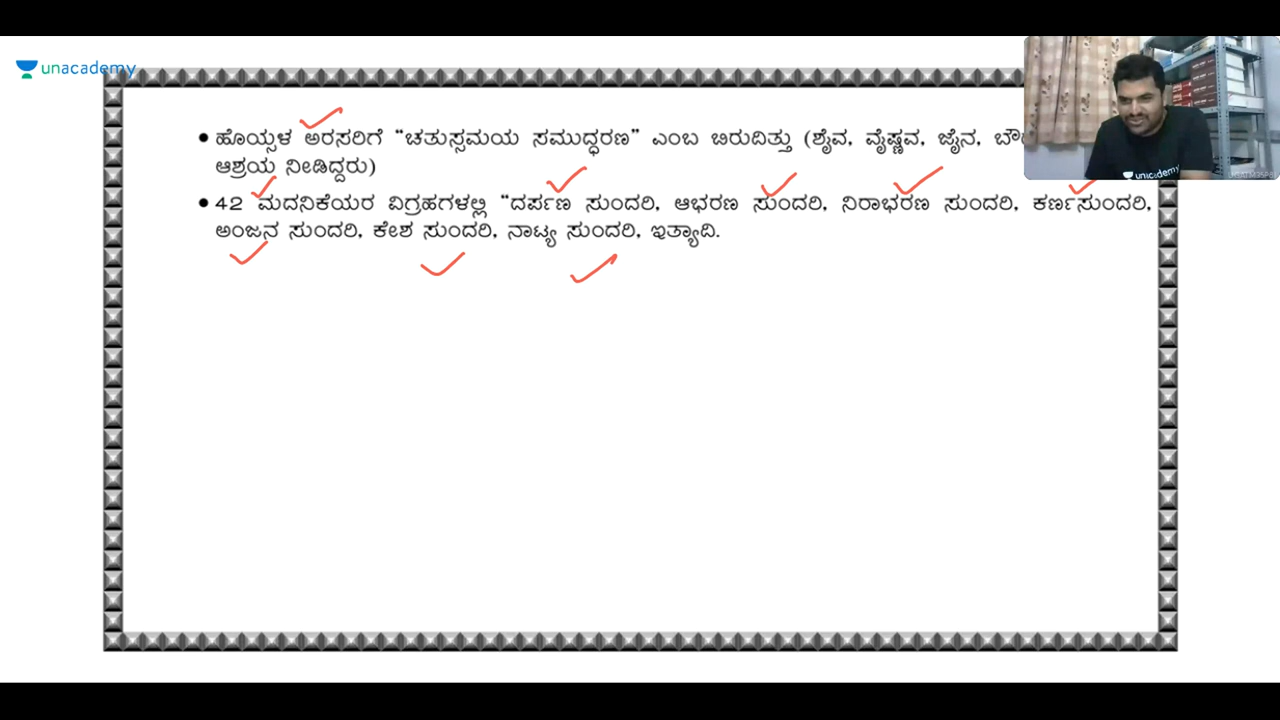 unacademy
• ಹೊಯ್ಸಳ ಅರಸರಿಗೆ “ಚತುಸ್ಸಮಯ ಸಮುದ್ಧರಣ” ಎಂಬ ಬಿರುದಿತ್ತು (ಶೈವ, ವೈಷ್ಣವ, ಜೈನ,
ಆಶ್ರಯ ನೀಡಿದ್ದರು)
• 42 ಮದನಿಕೆಯರ ವಿಗ್ರಹಗಳಲ್ಲಿ “ದರ್ಪಣ ಸುಂದರಿ, ಆಭರಣ ಸುಂದರಿ, ನಿರಾಭರಣ ಸುಂದರಿ, ಕರ್ಣಸುಂದರಿ,
ಅಂಜನ ಸುಂದರಿ, ಕೇಶ ಸುಂದರಿ, ನಾಟ್ಯ ಸುಂದರಿ, ಇತ್ಯಾದಿ.
unacademy